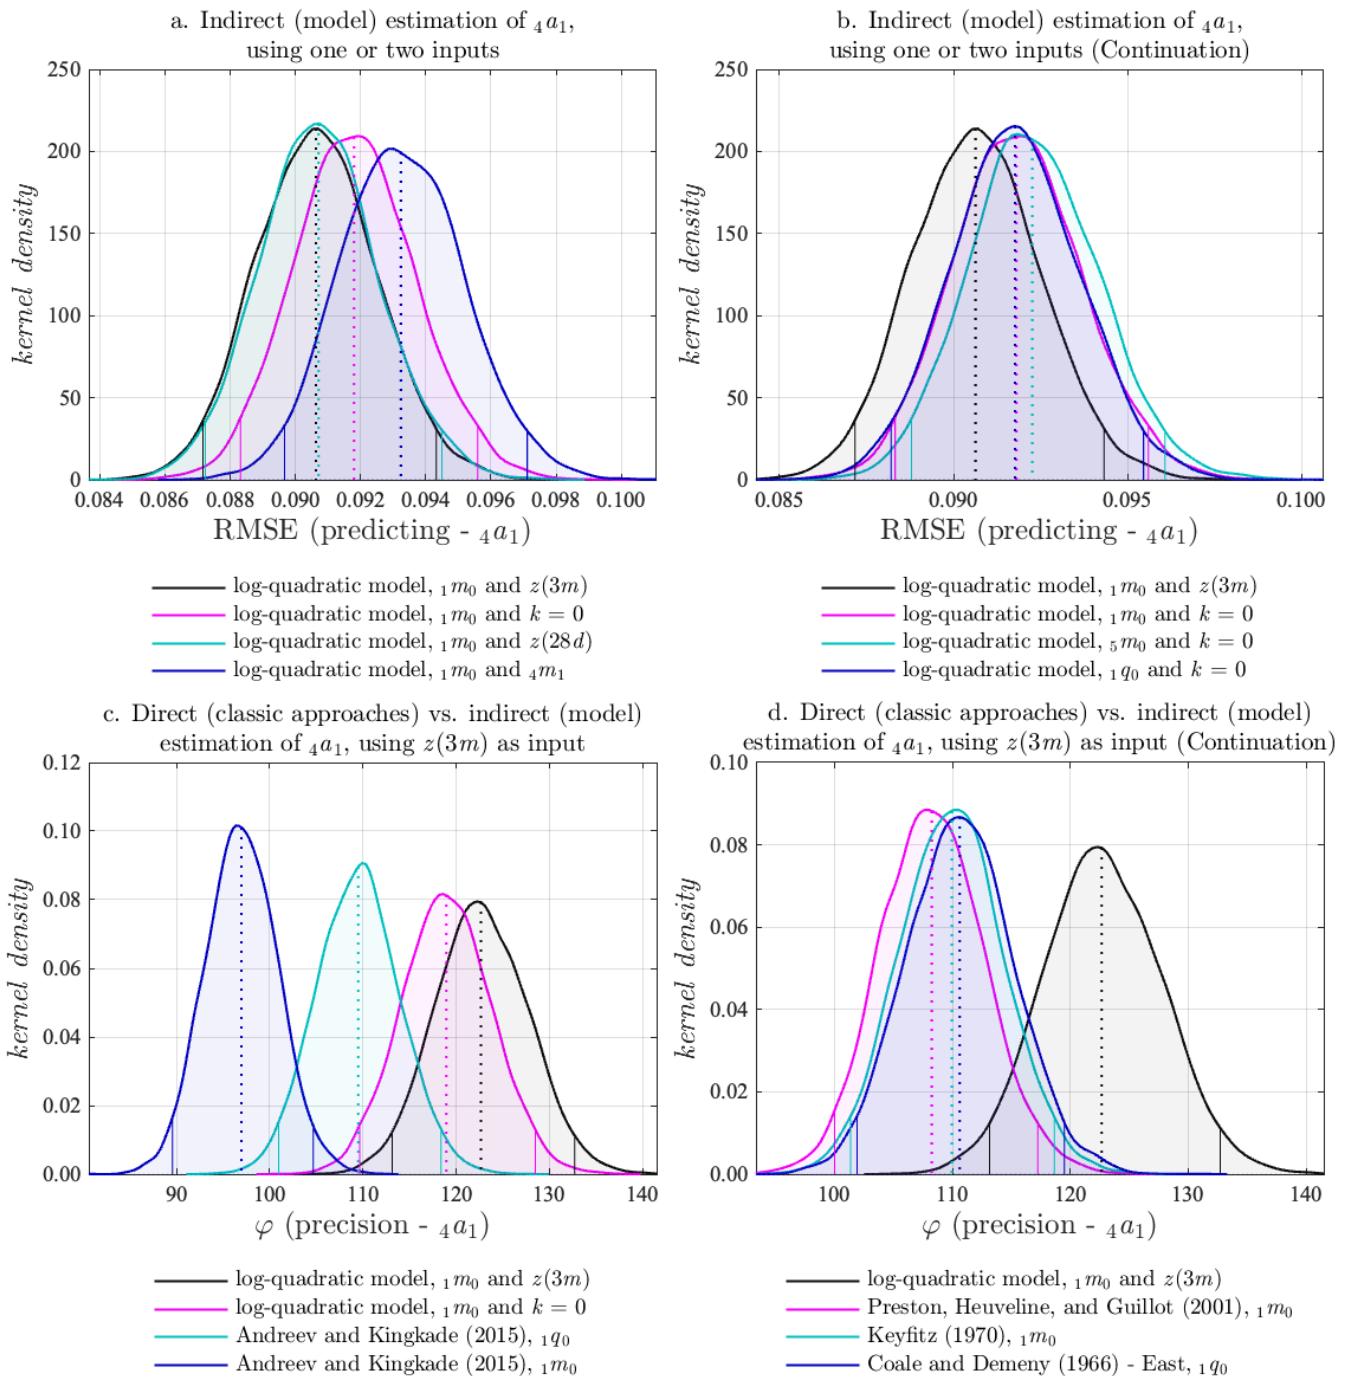 a. Indirect (model) estimation of ₄a₁,
using one or two inputs
250
200
150
100
50
0
kernel density
0.084 0.086 0.088 0.090 0.092 0.094 0.096 0.098 0.100
RMSE (predicting - ₄a₁)
log-quadratic model, ₁m₀ and z(3m)
log-quadratic model, ₁m₀ and k = 0
log-quadratic model, ₁m₀ and z(28d)
log-quadratic model, ₁m₀ and ₄m₁
b. Indirect (model) estimation of ₄a₁,
using one or two inputs (Continuation)
250
200
150
100
50
0
kernel density
0.085 0.090 0.095 0.100
RMSE (predicting - ₄a₁)
log-quadratic model, ₁m₀ and z(3m)
log-quadratic model, ₁m₀ and k = 0
log-quadratic model, ₅m₀ and k = 0
log-quadratic model, ₁q₀ and k = 0
c. Direct (classic approaches) vs. indirect (model)
estimation of ₄a₁, using z(3m) as input
0.12
0.10
0.08
0.06
0.04
0.02
0.00
kernel density
90 100 110 120 130 140
φ (precision - ₄a₁)
log-quadratic model, ₁m₀ and z(3m)
log-quadratic model, ₁m₀ and k = 0
Andreev and Kingkade (2015), ₁q₀
Andreev and Kingkade (2015), ₁m₀
d. Direct (classic approaches) vs. indirect (model)
estimation of ₄a₁, using z(3m) as input (Continuation)
0.10
0.08
0.06
0.04
0.02
0.00
kernel density
100 110 120 130 140
φ (precision - ₄a₁)
log-quadratic model, ₁m₀ and z(3m)
Preston, Heuveline, and Guillot (2001), ₁m₀
Keyfitz (1970), ₁m₀
Coale and Demeny (1966) - East, ₁q₀